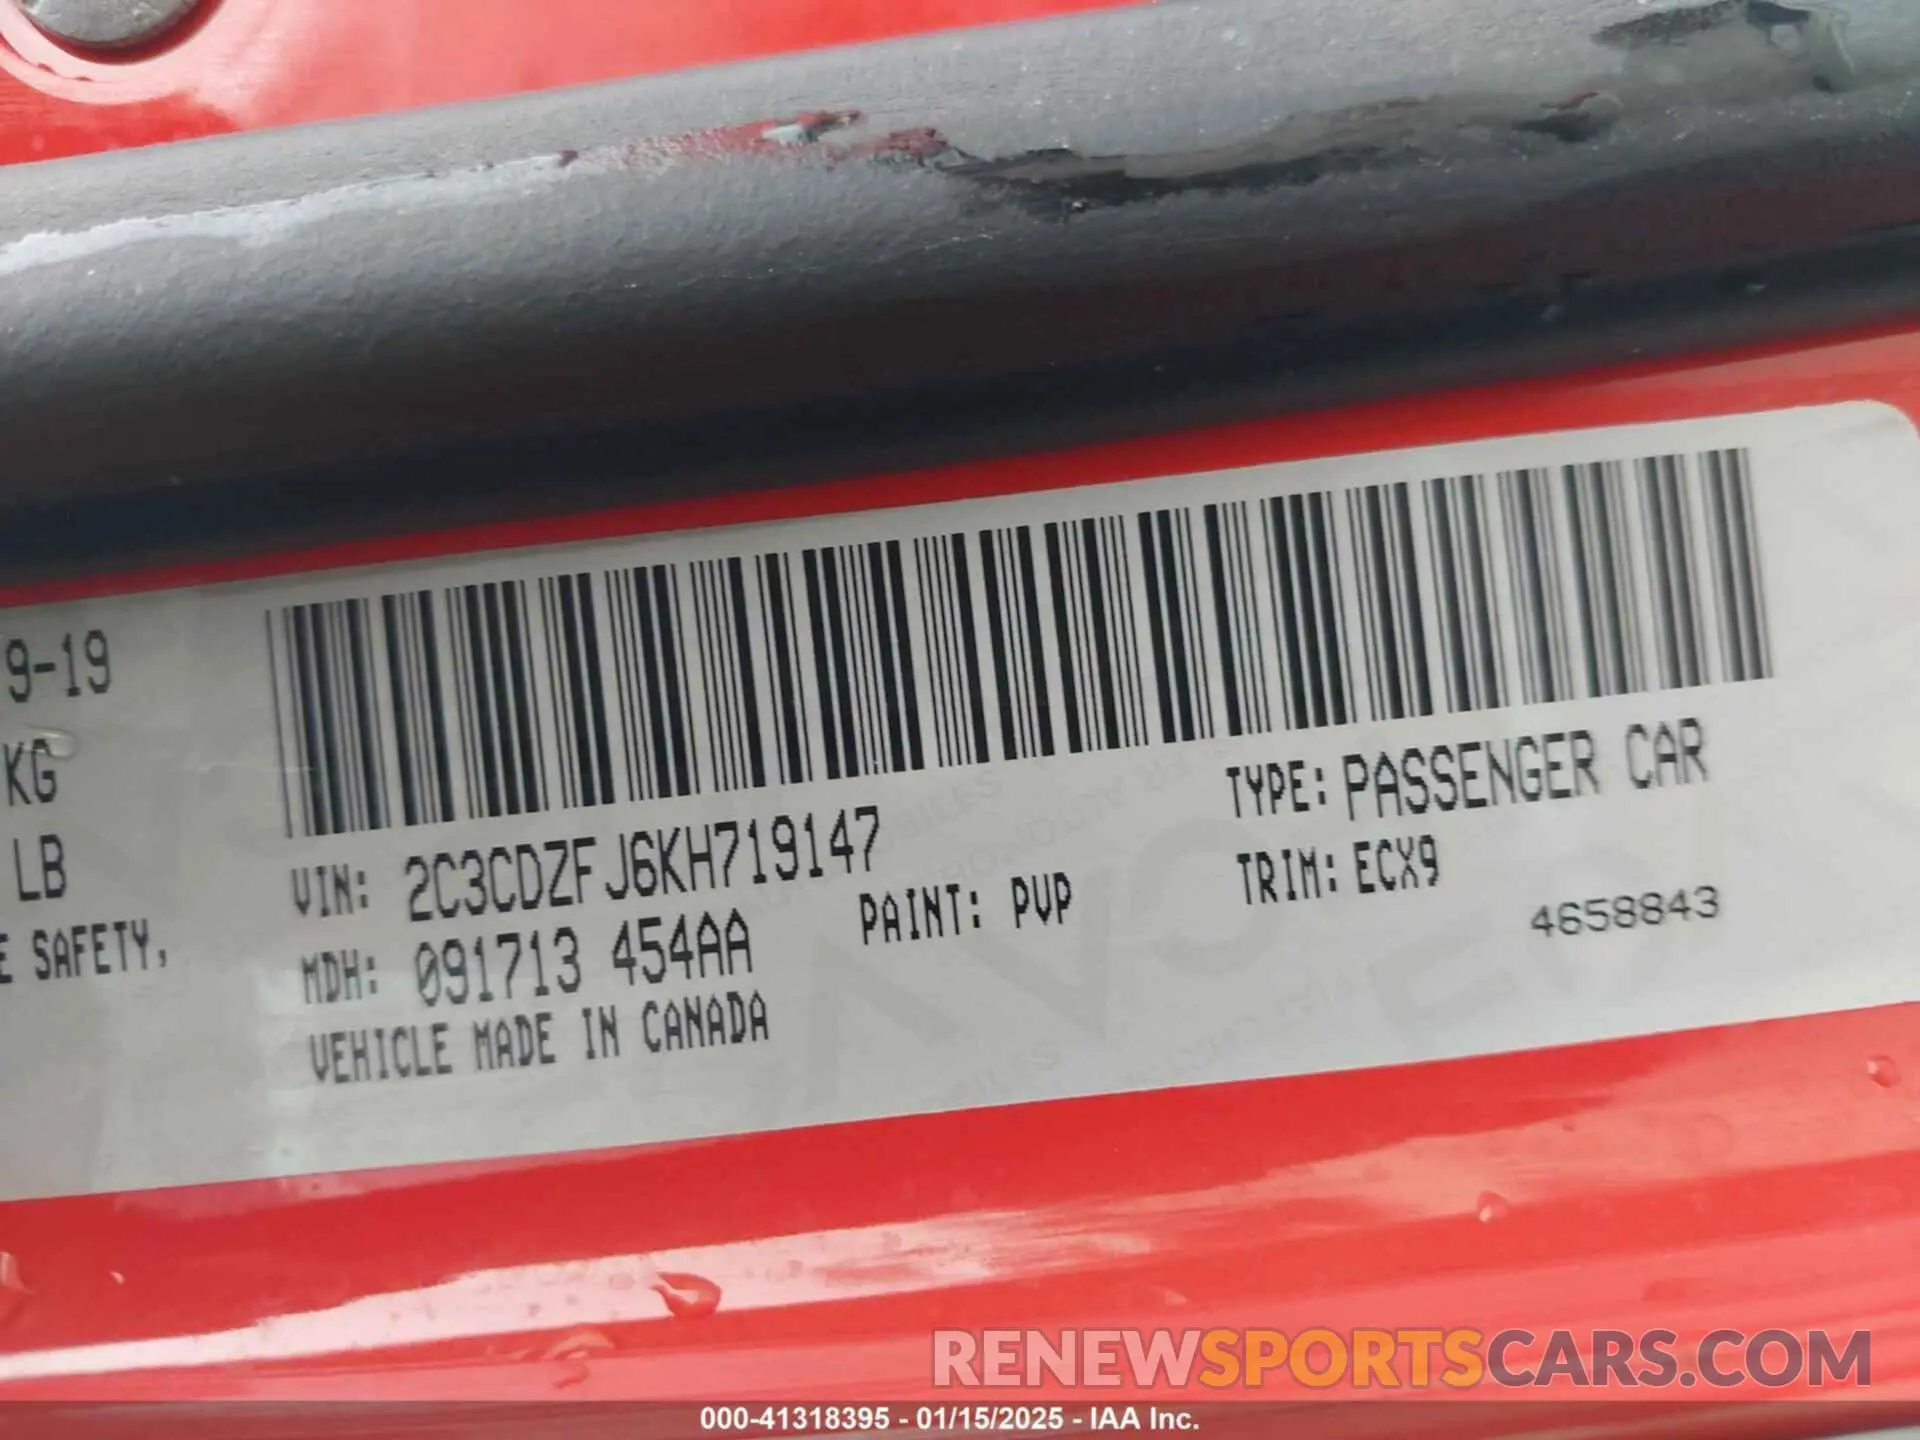 9-19
KG
LB
E SAFETY,
VIN: 2C3CDZFJ6KH719147
MDH: 091713 454AA
VEHICLE MADE IN CANADA
PAINT: PVP
TYPE: PASSENGER CAR
TRIM: ECX9
4658843
RENEWSPORTSCARS.COM
000-41318395 - 01/15/2025 - IAA Inc.